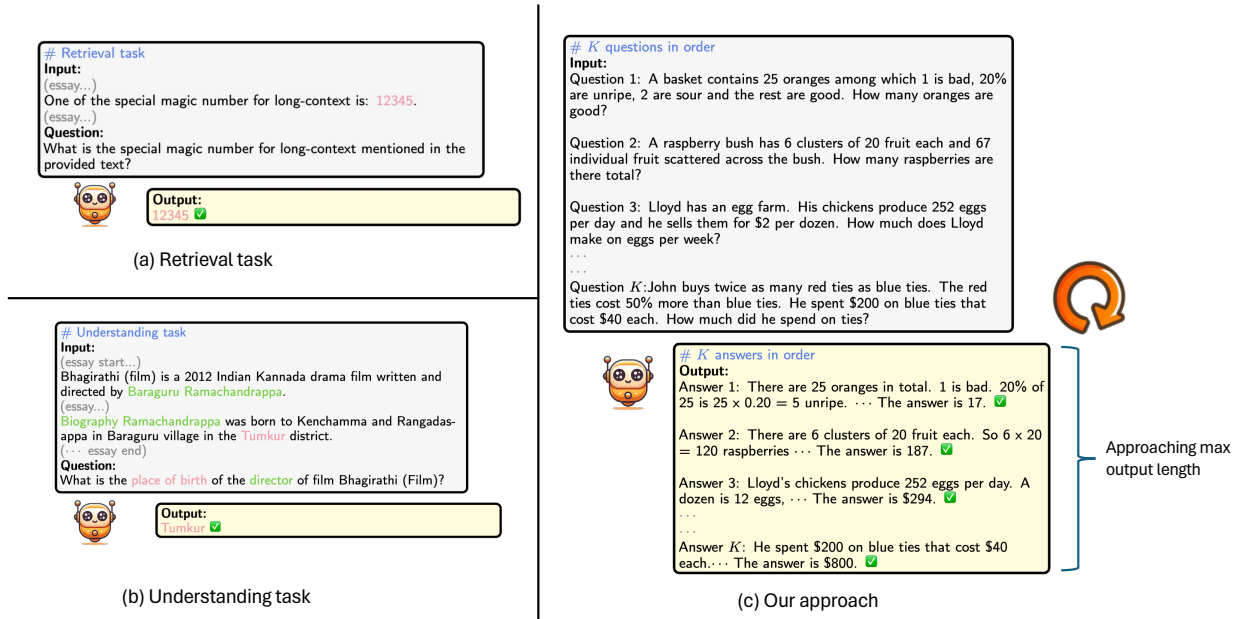 # Retrieval task
Input:
(essay...)
One of the special magic number for long-context is: 12345.
(essay...)
Question:
What is the special magic number for long-context mentioned in the
provided text?
Output:
12345 ✅
(a) Retrieval task
# Understanding task
Input:
(essay start...)
Bhagirathi (film) is a 2012 Indian Kannada drama film written and
directed by Baraguru Ramachandrappa.
(essay...)
Biography Ramachandrappa was born to Kenchamma and Rangadas-
appa in Baraguru village in the Tumkur district.
(··· essay end)
Question:
What is the place of birth of the director of film Bhagirathi (Film)?
Output:
Tumkur ✅
(b) Understanding task
# K questions in order
Input:
Question 1: A basket contains 25 oranges among which 1 is bad, 20%
are unripe, 2 are sour and the rest are good. How many oranges are
good?
Question 2: A raspberry bush has 6 clusters of 20 fruit each and 67
individual fruit scattered across the bush. How many raspberries are
there total?
Question 3: Lloyd has an egg farm. His chickens produce 252 eggs
per day and he sells them for $2 per dozen. How much does Lloyd
make on eggs per week?
···
···
Question K:John buys twice as many red ties as blue ties. The red
ties cost 50% more than blue ties. He spent $200 on blue ties that
cost $40 each. How much did he spend on ties?
# K answers in order
Output:
Answer 1: There are 25 oranges in total. 1 is bad. 20% of
25 is 25 x 0.20 = 5 unripe. ··· The answer is 17. ✅
Answer 2: There are 6 clusters of 20 fruit each. So 6 x 20
= 120 raspberries ··· The answer is 187. ✅
Answer 3: Lloyd's chickens produce 252 eggs per day. A
dozen is 12 eggs, ··· The answer is $294. ✅
···
···
Answer K: He spent $200 on blue ties that cost $40
each.··· The answer is $800. ✅
Approaching max
output length
(c) Our approach